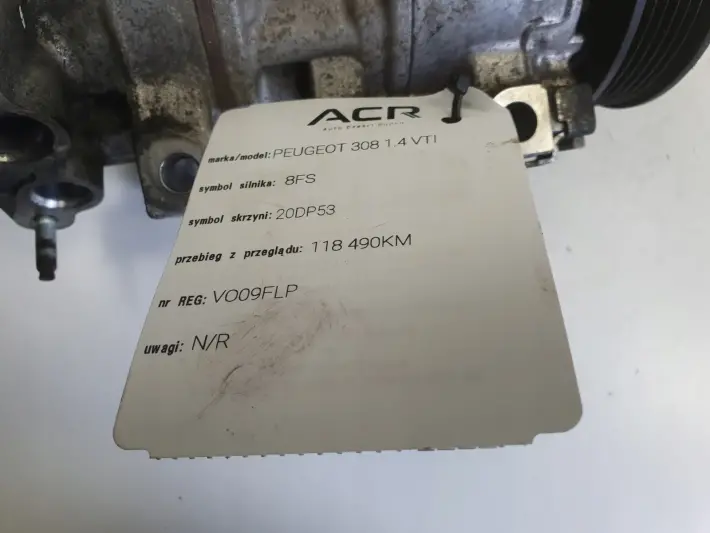 ACR
marka/model: PEUGEOT 308 1.4 VTI
symbol silnika: 8FS
symbol skrzyni: 20DP53
przebieg z przeglądu: 118 490KM
nr REG: VO09FLP
uwagi: N/R